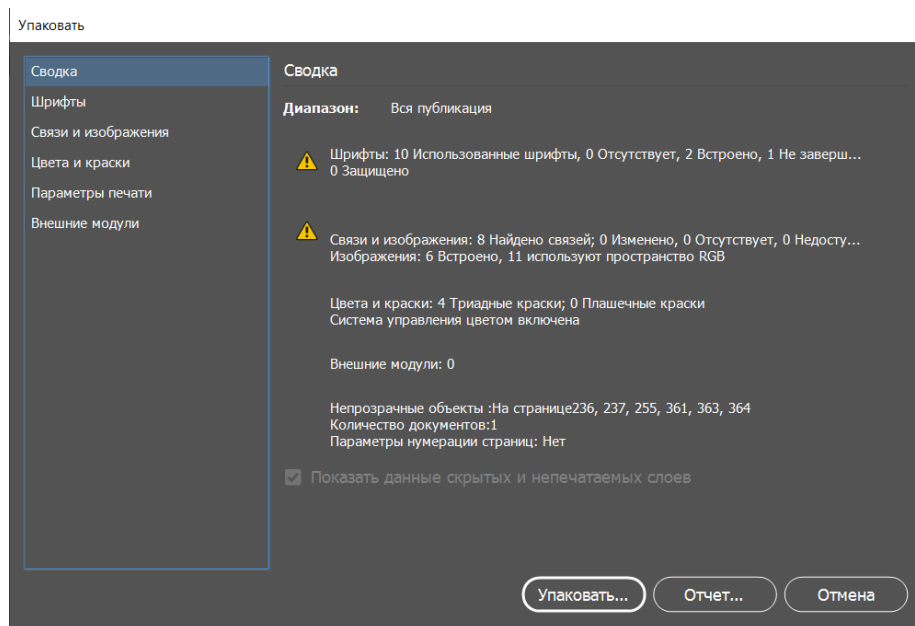 Упаковать
Сводка
Шрифты
Связи и изображения
Цвета и краски
Параметры печати
Внешние модули
Сводка
Диапазон: Вся публикация
Шрифты: 10 Использованные шрифты, 0 Отсутствует, 2 Встроено, 1 Не заверш...
0 Защищено
Связи и изображения: 8 Найдено связей; 0 Изменено, 0 Отсутствует, 0 Недосту...
Изображения: 6 Встроено, 11 используют пространство RGB
Цвета и краски: 4 Триадные краски; 0 Плашечные краски
Система управления цветом включена
Внешние модули: 0
Непрозрачные объекты :На странице236, 237, 255, 361, 363, 364
Количество документов:1
Параметры нумерации страниц: Нет
Показать данные скрытых и непечатаемых слоев
Упаковать... Отчет... Отмена